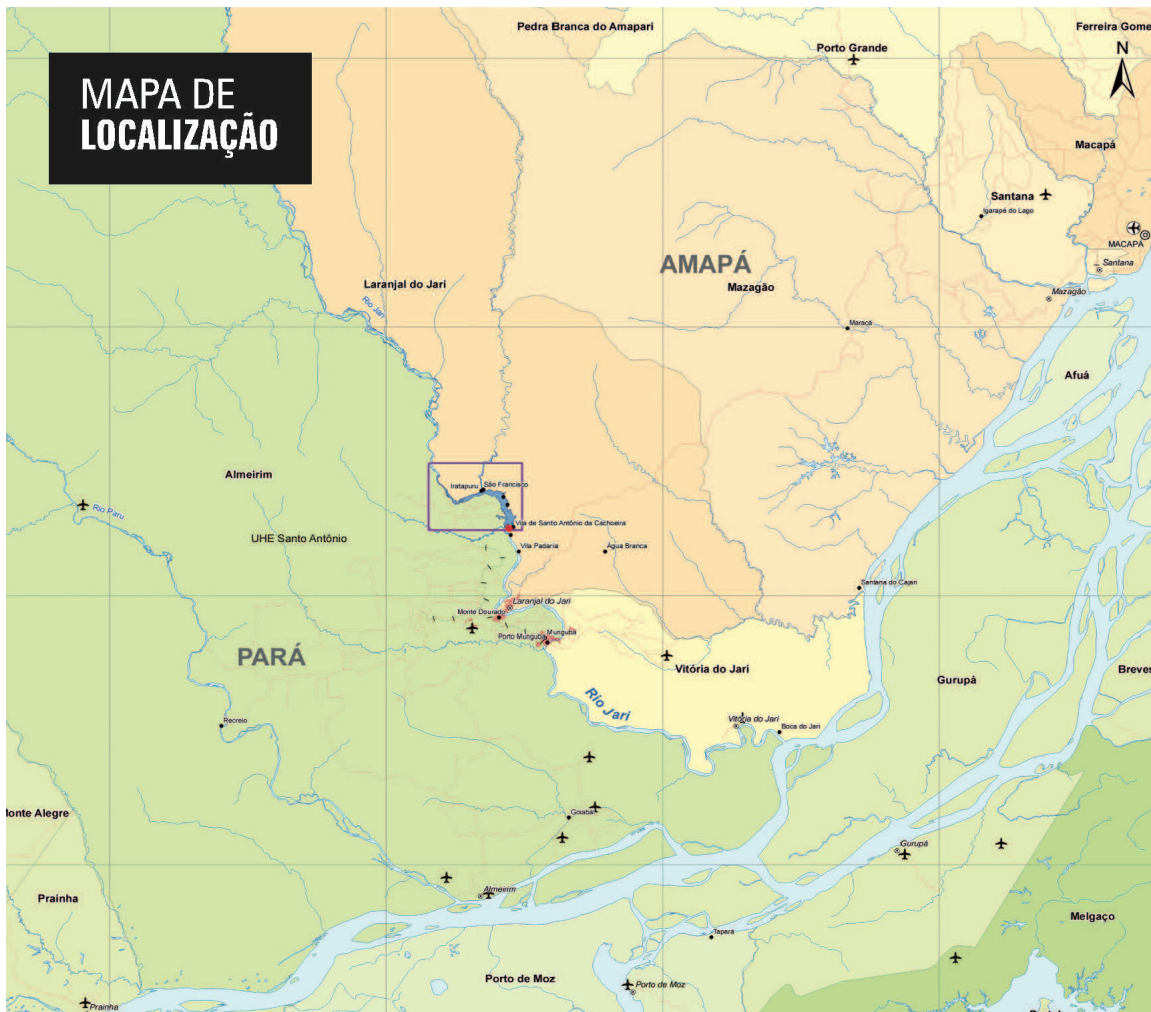 Pedra Branca do Amapari
Ferreira Gome
Porto Grande
N
MAPA DE
LOCALIZAÇÃO
Macapá
Santana
Igarapé do Lago
MACAPÁ
Santana
AMAPÁ
Laranjal do Jari
Mazagão
Mazagão
Rio Jari
Maracá
Afuá
Almeirim
Iratapuru
São Francisco
Rio Paru
Vila de Santo Antônio da Cachoeira
UHE Santo Antônio
Vila Padaria
Água Branca
Santana do Cajari
Laranjal do Jari
Monte Dourado
Munguba
Porto Munguba
PARÁ
Vitória do Jari
Breves
Gurupá
Rio Jari
Recreio
Vitória do Jari
Boca do Jari
Monte Alegre
Goiaba
Gurupá
Almeirim
Prainha
Melgaço
Tapará
Porto de Moz
Porto de Moz
Prainha